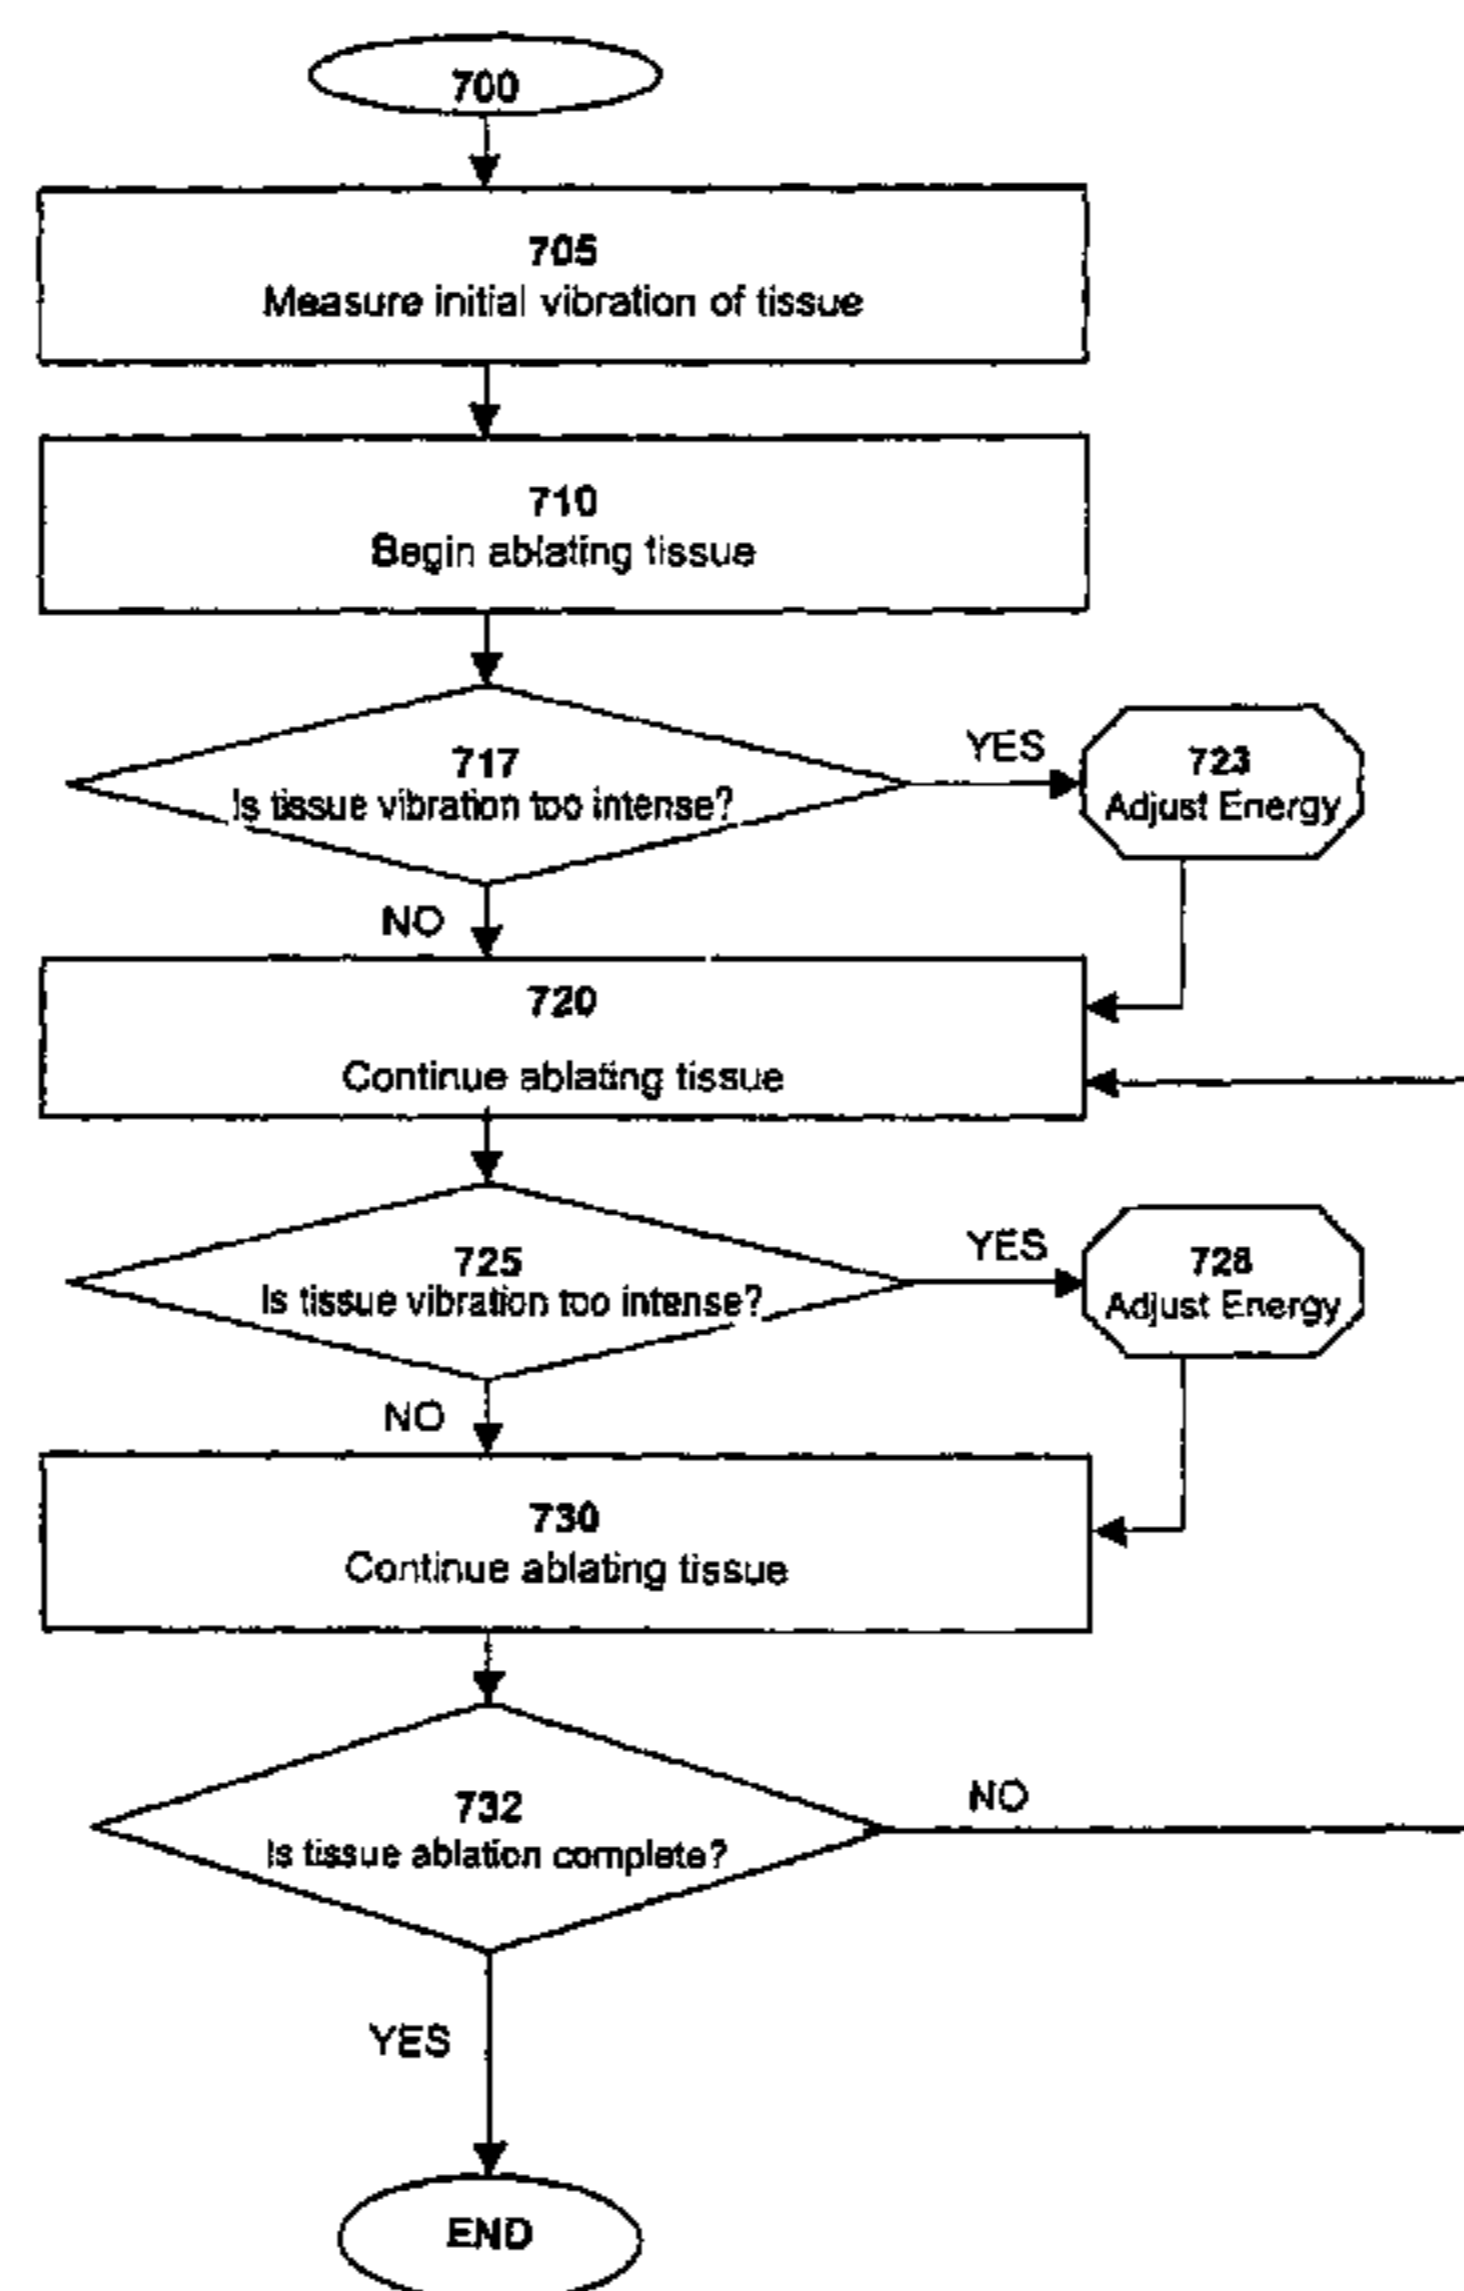 700
705
Measure initial vibration of tissue
710
Begin ablating tissue
717
Is tissue vibration too intense?
YES
723
Adjust Energy
NO
720
Continue ablating tissue
725
Is tissue vibration too intense?
YES
728
Adjust Energy
NO
730
Continue ablating tissue
732
Is tissue ablation complete?
NO
YES
END